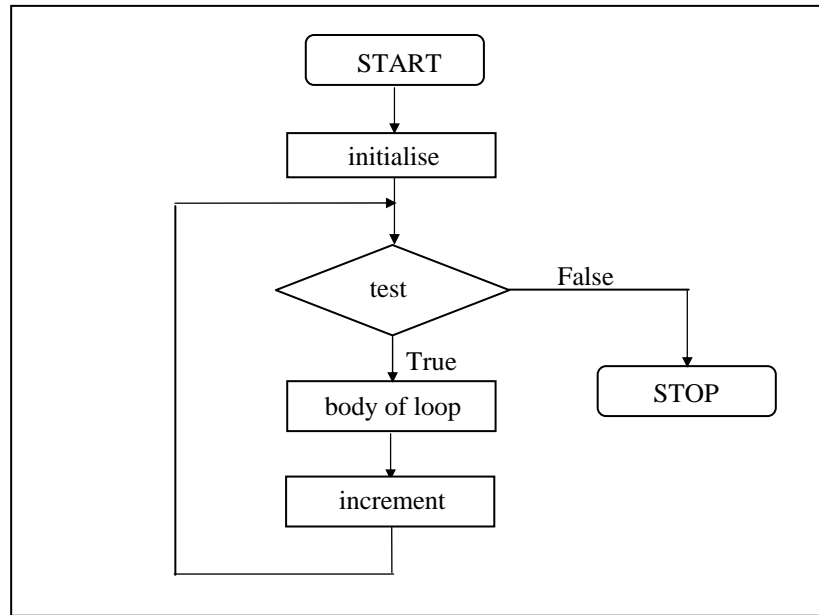 START
initialise
test
False
True
STOP
body of loop
increment